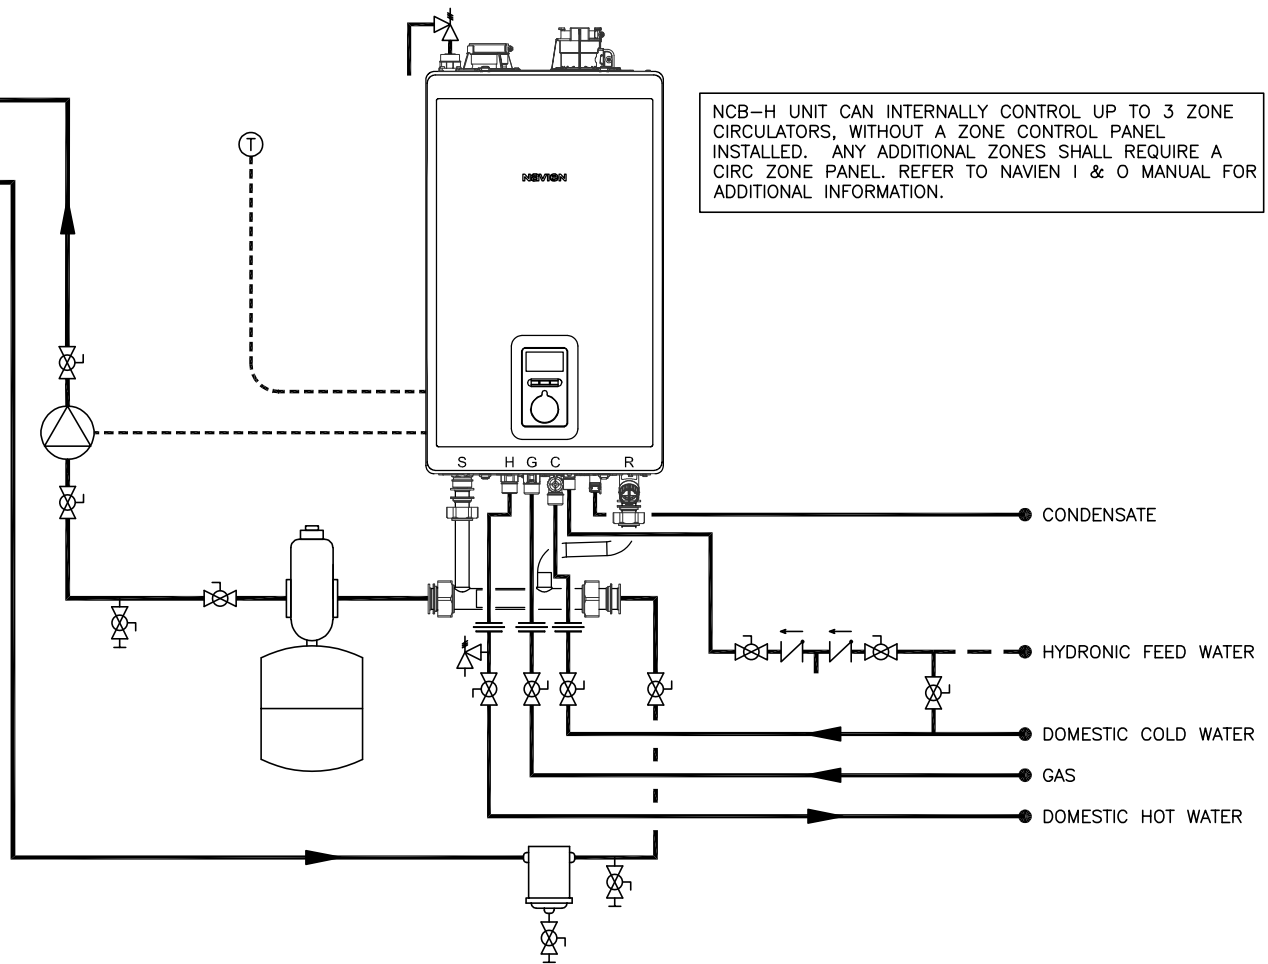 NCB-H UNIT CAN INTERNALLY CONTROL UP TO 3 ZONE
CIRCULATORS, WITHOUT A ZONE CONTROL PANEL
INSTALLED. ANY ADDITIONAL ZONES SHALL REQUIRE A
CIRC ZONE PANEL. REFER TO NAVIEN I & O MANUAL FOR
ADDITIONAL INFORMATION.
T
NAVIEN
S H G C R
CONDENSATE
HYDRONIC FEED WATER
DOMESTIC COLD WATER
GAS
DOMESTIC HOT WATER